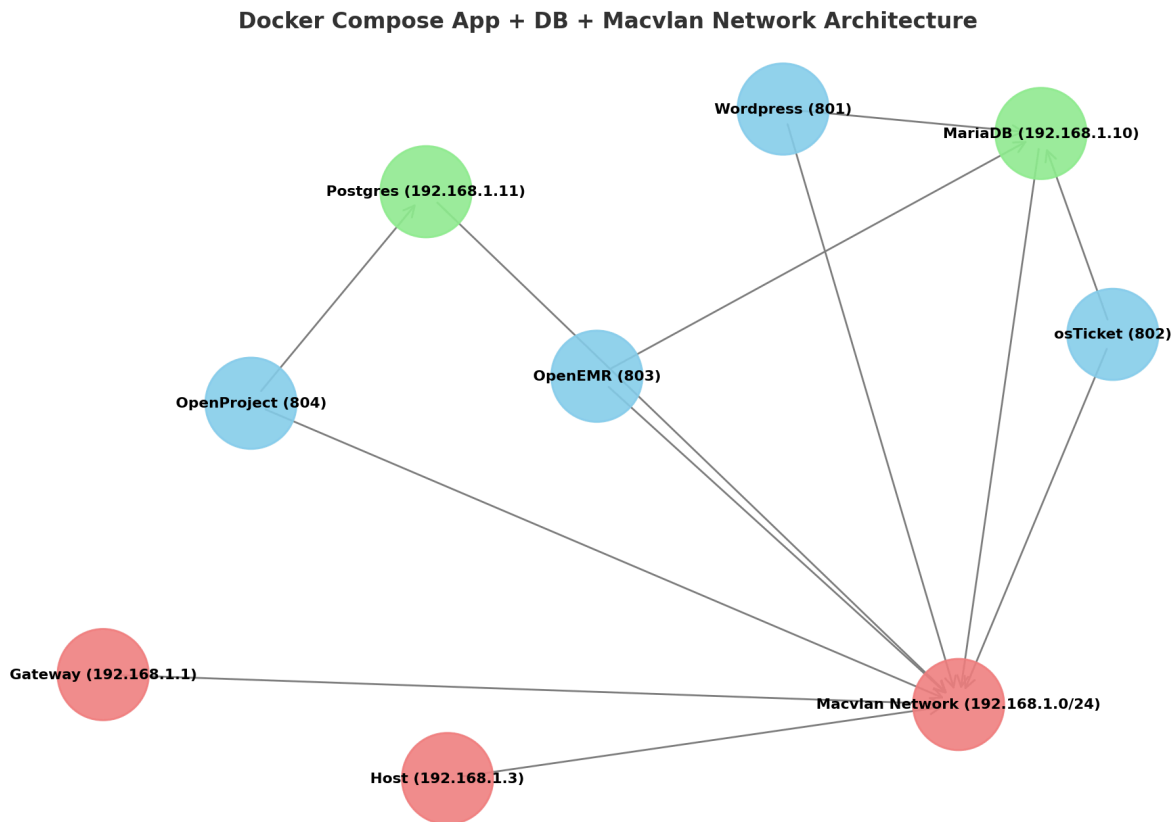 Docker Compose App + DB + Macvlan Network Architecture
Wordpress (801)
MariaDB (192.168.1.10)
Postgres (192.168.1.11)
osTicket (802)
OpenEMR (803)
OpenProject (804)
Gateway (192.168.1.1)
Macvlan Network (192.168.1.0/24)
Host (192.168.1.3)